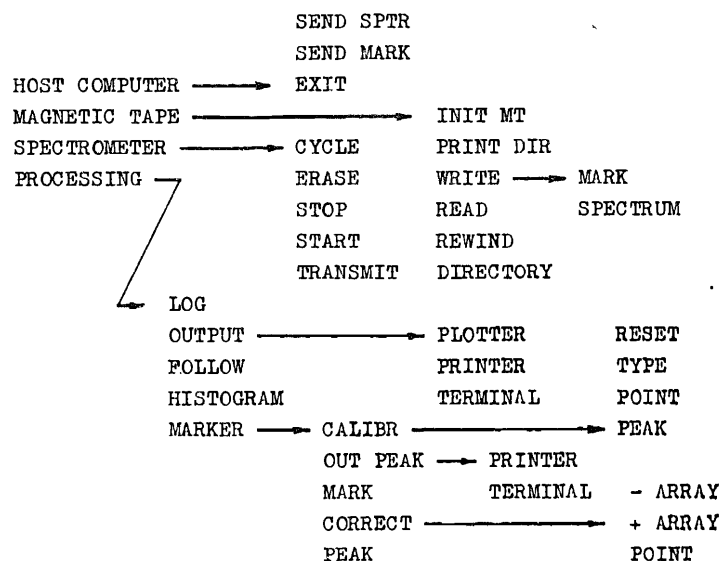 SEND SPTR
SEND MARK
HOST COMPUTER EXIT
MAGNETIC TAPE INIT MT
SPECTROMETER CYCLE PRINT DIR
PROCESSING ERASE WRITE MARK
STOP READ SPECTRUM
START REWIND
TRANSMIT DIRECTORY
LOG
OUTPUT PLOTTER RESET
FOLLOW PRINTER TYPE
HISTOGRAM TERMINAL POINT
MARKER CALIBR PEAK
OUT PEAK PRINTER
MARK TERMINAL - ARRAY
CORRECT + ARRAY
PEAK POINT